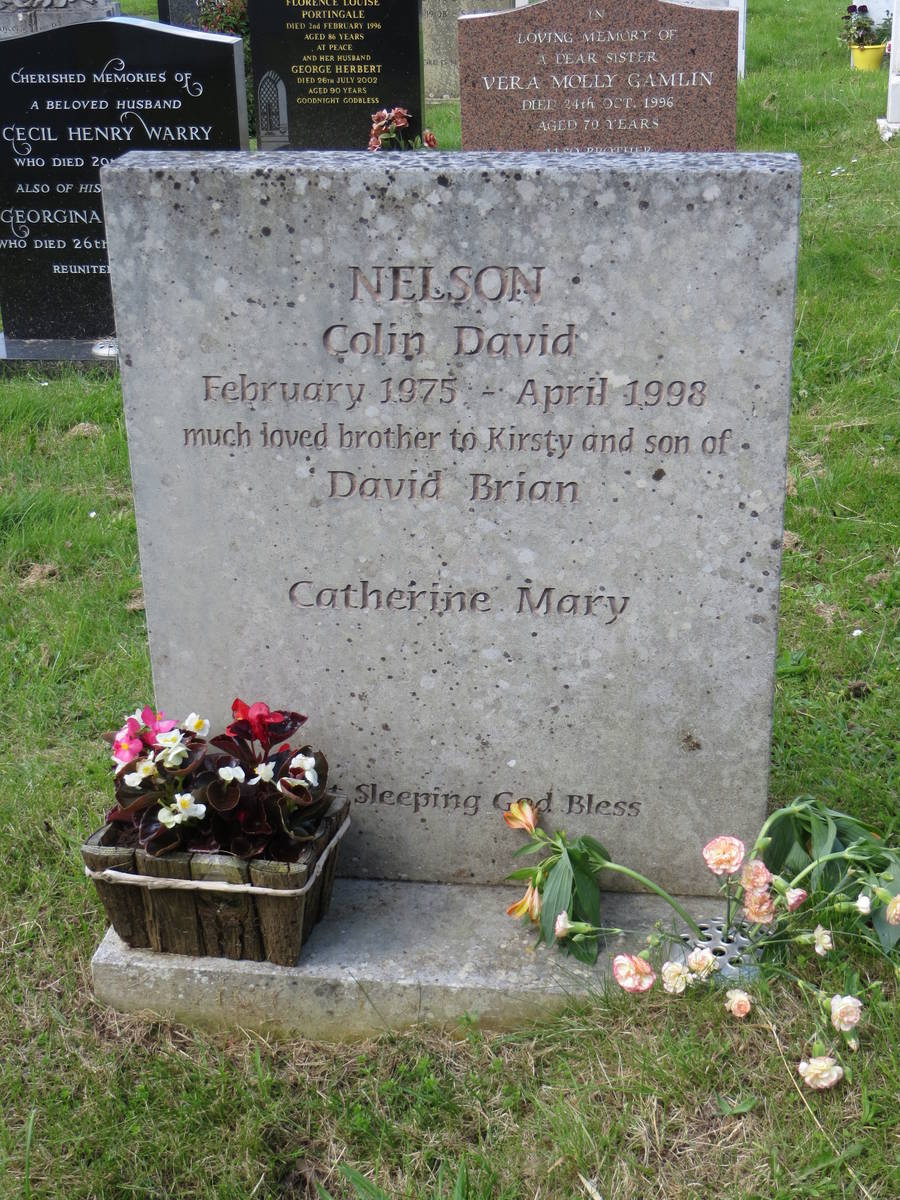 FLORENCE LOUISE
PORTINGALE
DIED 2ND FEBRUARY 1996
AGED 86 YEARS
AT PEACE
AND HER HUSBAND
GEORGE HERBERT
DIED 26TH JULY 2002
AGED 90 YEARS
GOODNIGHT GODBLESS
IN
LOVING MEMORY OF
A DEAR SISTER
VERA MOLLY GAMLIN
DIED 24TH OCT. 1996
AGED 70 YEARS
ALSO BROTHER
CHERISHED MEMORIES OF
A BELOVED HUSBAND
CECIL HENRY WARRY
WHO DIED
ALSO OF HIS
GEORGINA
WHO DIED 26TH
NELSON
Colin David
February 1975 - April 1998
much loved brother to Kirsty and son of
David Brian
Catherine Mary
Sleeping God Bless